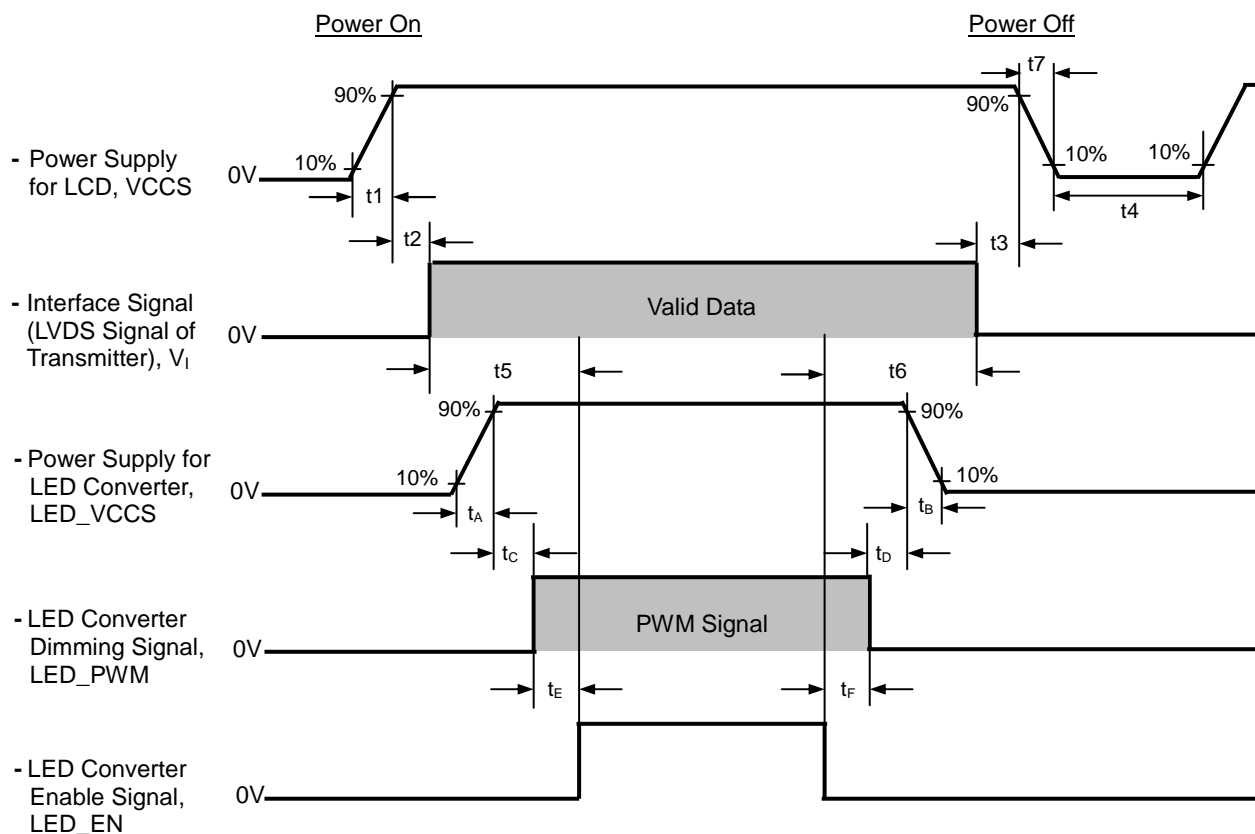 Power On
Power Off
t7
90%
90%
- Power Supply
for LCD, VCCS
0V
10%
10%
10%
t1
t4
t2
t3
- Interface Signal
(LVDS Signal of
Transmitter), VI
0V
Valid Data
t5
t6
90%
90%
- Power Supply for
LED Converter,
LED_VCCS
0V
10%
10%
tA
tB
tC
tD
- LED Converter
Dimming Signal,
LED_PWM
0V
PWM Signal
tE
tF
- LED Converter
Enable Signal,
LED_EN
0V